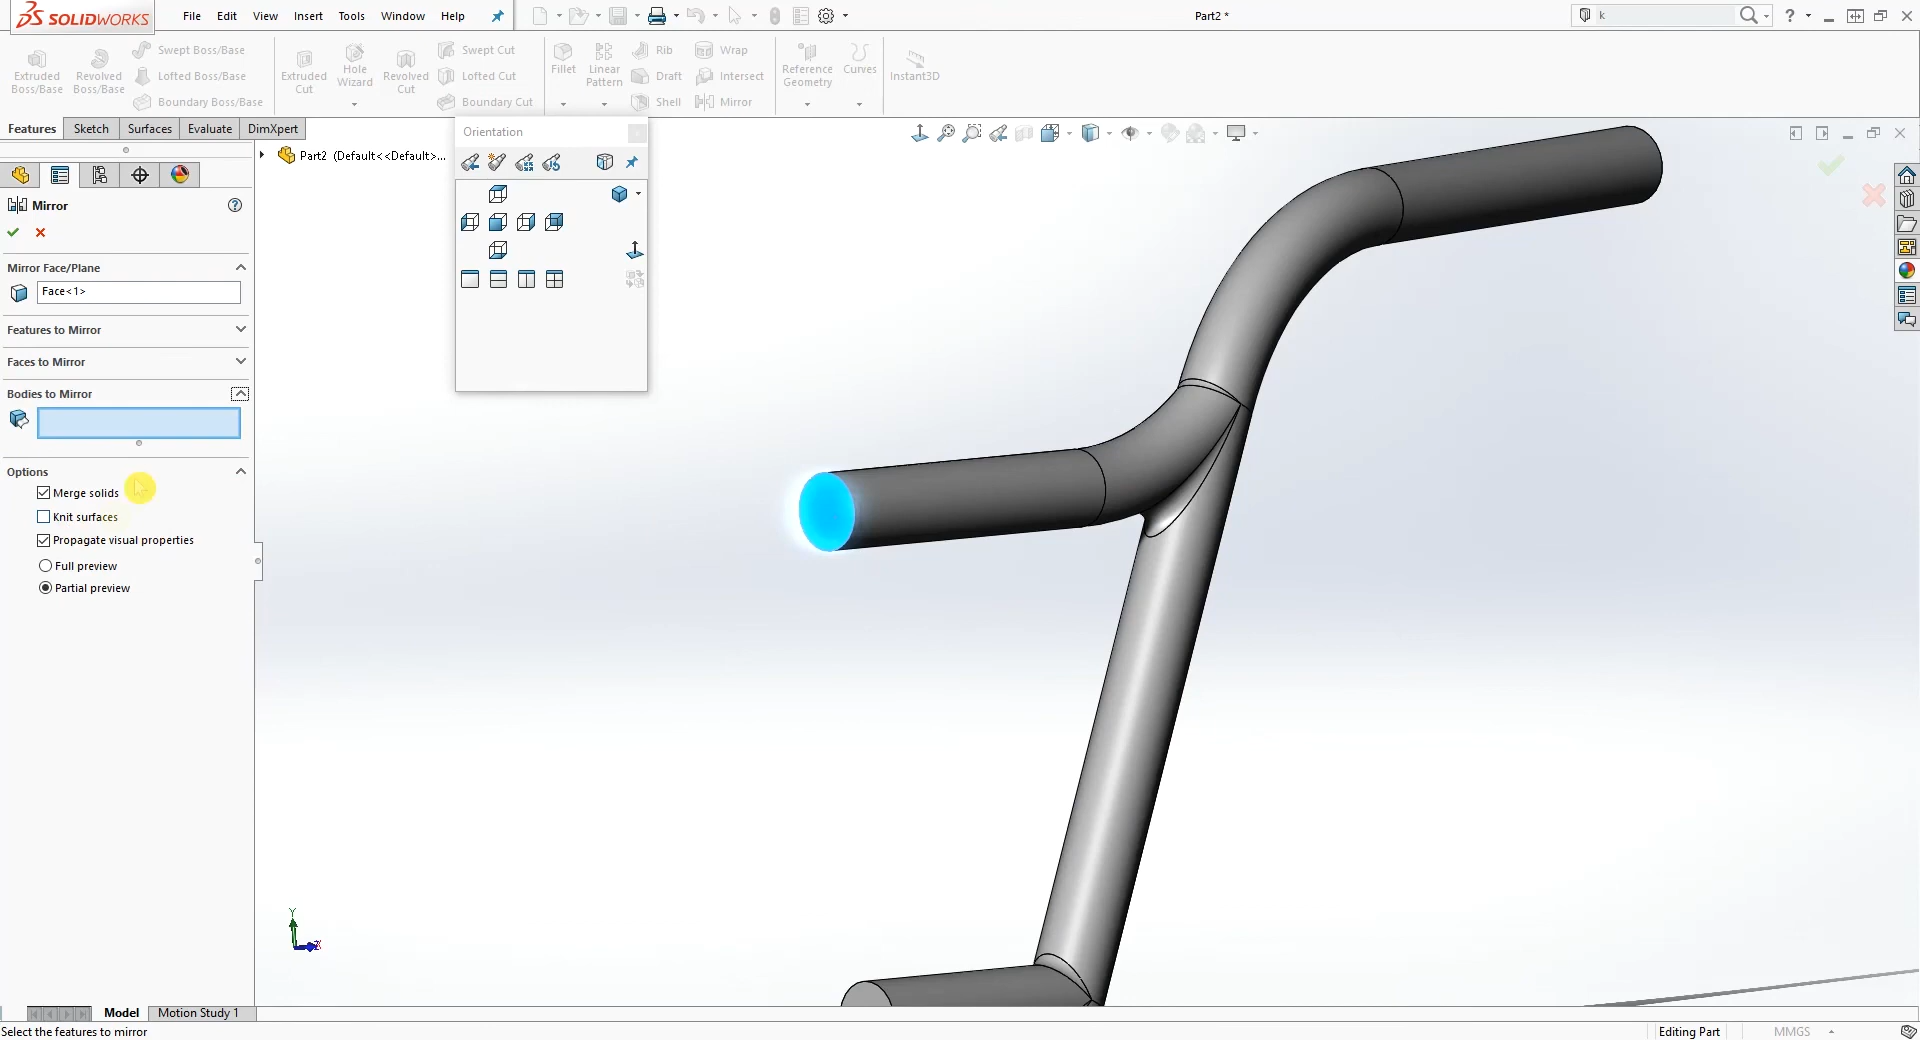 SOLIDWORKS
File Edit View Insert Tools Window Help
Part2 *
k
?
Extruded Boss/Base
Revolved Boss/Base
Swept Boss/Base
Lofted Boss/Base
Boundary Boss/Base
Extruded Cut
Hole Wizard
Revolved Cut
Swept Cut
Lofted Cut
Boundary Cut
Fillet
Linear Pattern
Rib
Draft
Shell
Wrap
Intersect
Mirror
Reference Geometry
Curves
Instant3D
Features Sketch Surfaces Evaluate DimXpert
Orientation
Part2 (Default<<Default>...
Mirror
?
Mirror Face/Plane
Face<1>
Features to Mirror
Faces to Mirror
Bodies to Mirror
Options
Merge solids
Knit surfaces
Propagate visual properties
Full preview
Partial preview
Y
Model Motion Study 1
Select the features to mirror
Editing Part
MMGS